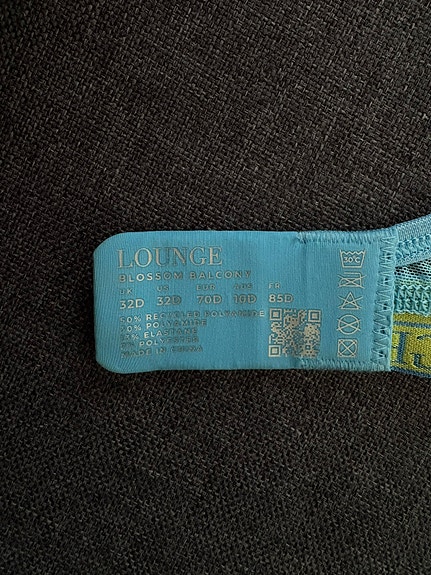 LOUNGE
BLOSSOM BALCONY
UK US EUR AUS FR
32D 32D 70D 10D 85D
RECYCLED POLYAMIDE
POLYAMIDE
ELASTANE
POLYESTER
MADE IN CHINA
30°C